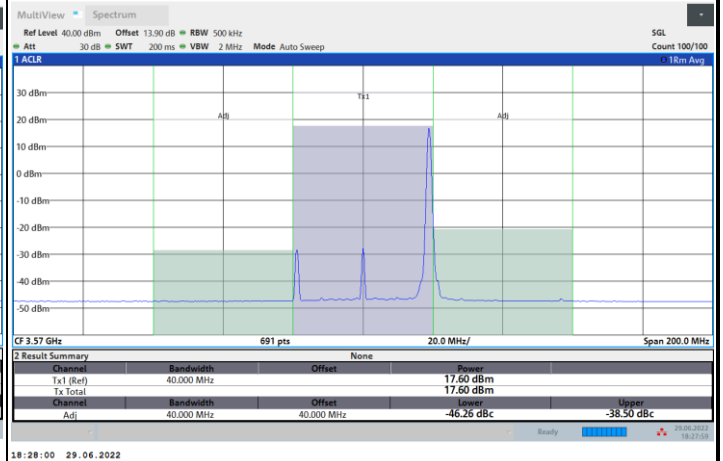 MultiView Spectrum
Ref Level 40.00 dBm Offset 13.90 dB RBW 500 kHz SGL
Att 30 dB SWT 200 ms VBW 2 MHz Mode Auto Sweep Count 100/100
1 ACLR 1Rm Avg
30 dBm
Tx1
20 dBm
Adj Adj
10 dBm
0 dBm
-10 dBm
-20 dBm
-30 dBm
-40 dBm
-50 dBm
CF 3.57 GHz 691 pts 20.0 MHz/ Span 200.0 MHz
2 Result Summary None
Channel Bandwidth Offset Power
Tx1 (Ref) 40.000 MHz 17.60 dBm
Tx Total 17.60 dBm
Channel Bandwidth Offset Lower Upper
Adj 40.000 MHz 40.000 MHz -46.26 dBc -38.50 dBc
Ready 29.06.2022
18:27:59
18:28:00 29.06.2022